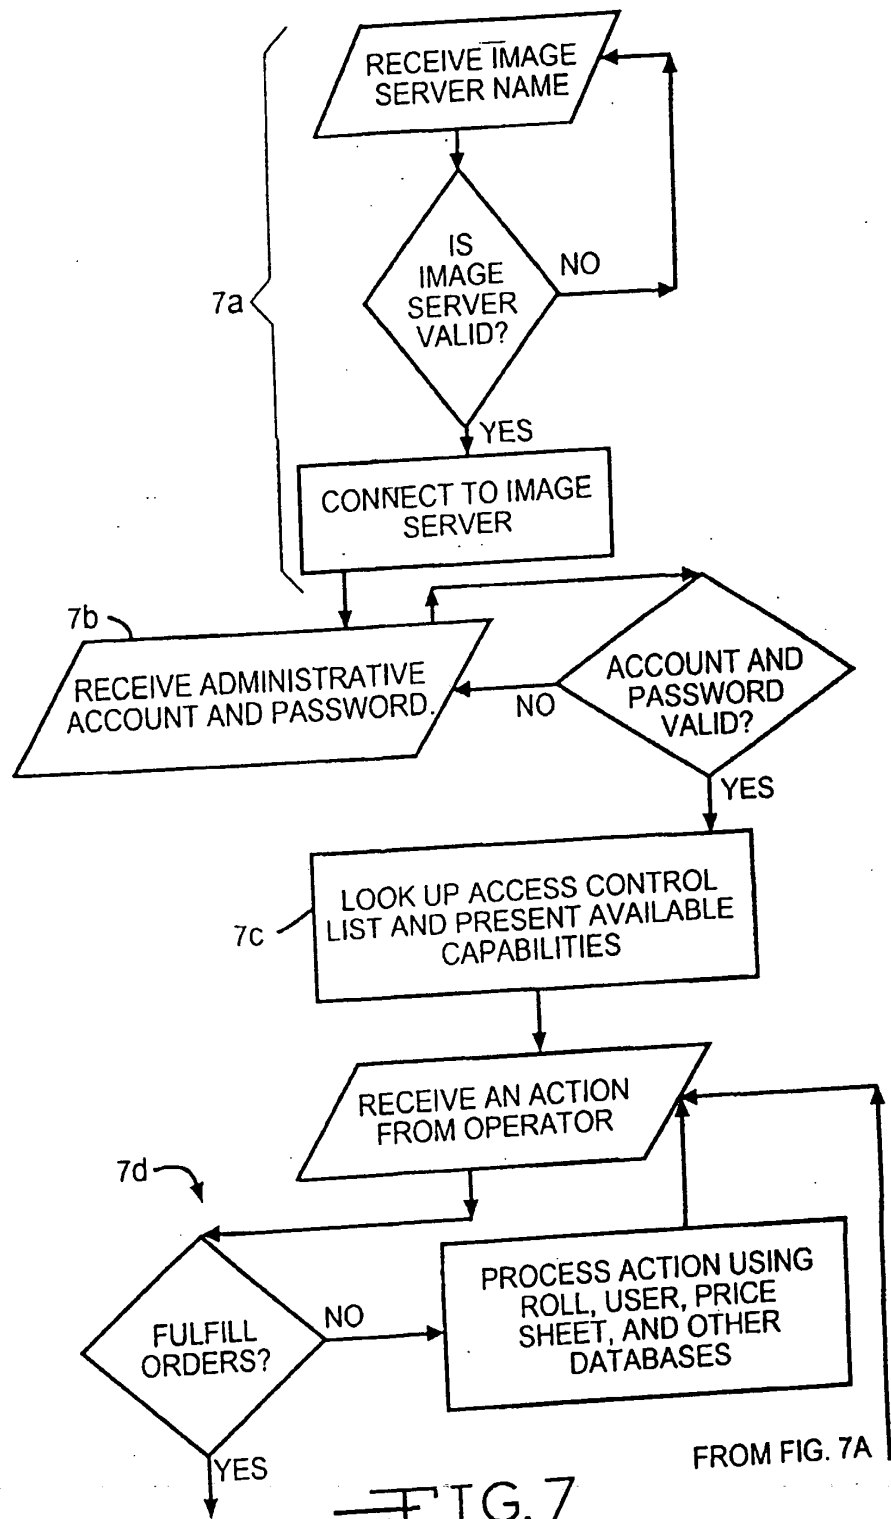 RECEIVE IMAGE
SERVER NAME
IS
IMAGE
SERVER
VALID?
NO
7a
YES
CONNECT TO IMAGE
SERVER
7b
RECEIVE ADMINISTRATIVE
ACCOUNT AND PASSWORD.
ACCOUNT AND
PASSWORD
VALID?
NO
YES
LOOK UP ACCESS CONTROL
LIST AND PRESENT AVAILABLE
CAPABILITIES
7c
RECEIVE AN ACTION
FROM OPERATOR
7d
FULFILL
ORDERS?
NO
PROCESS ACTION USING
ROLL, USER, PRICE
SHEET, AND OTHER
DATABASES
YES
FROM FIG. 7A
FIG. 7